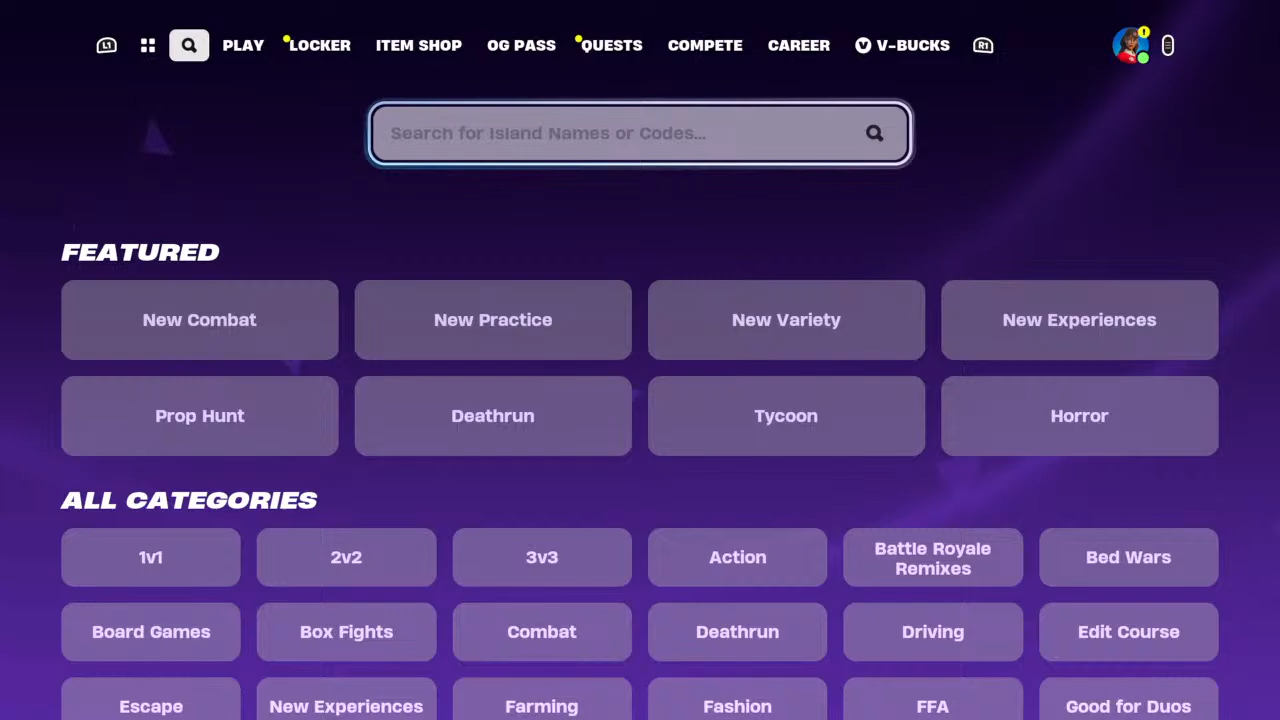 L1 PLAY LOCKER ITEM SHOP OG PASS QUESTS COMPETE CAREER V V-BUCKS R1 !
Search for Island Names or Codes...
FEATURED
New Combat New Practice New Variety New Experiences
Prop Hunt Deathrun Tycoon Horror
ALL CATEGORIES
1v1 2v2 3v3 Action Battle Royale
Remixes Bed Wars
Board Games Box Fights Combat Deathrun Driving Edit Course
Escape New Experiences Farming Fashion FFA Good for Duos